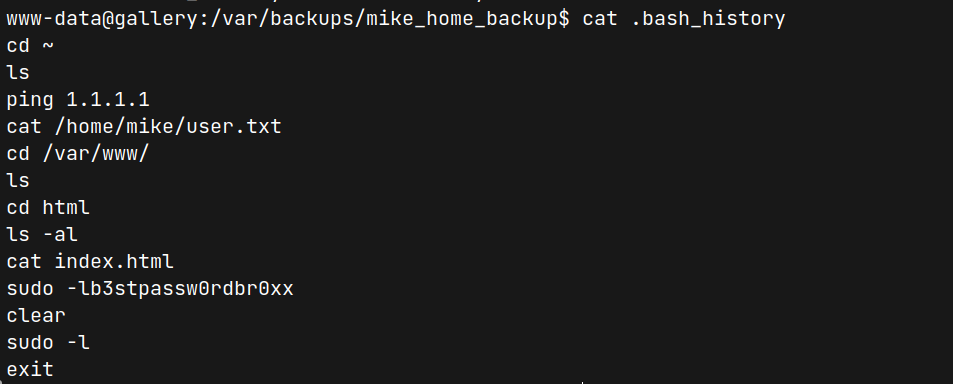 www-data@gallery:/var/backups/mike_home_backup$ cat .bash_history
cd ~
ls
ping 1.1.1.1
cat /home/mike/user.txt
cd /var/www/
ls
cd html
ls -al
cat index.html
sudo -lb3stpassw0rdbr0xx
clear
sudo -l
exit